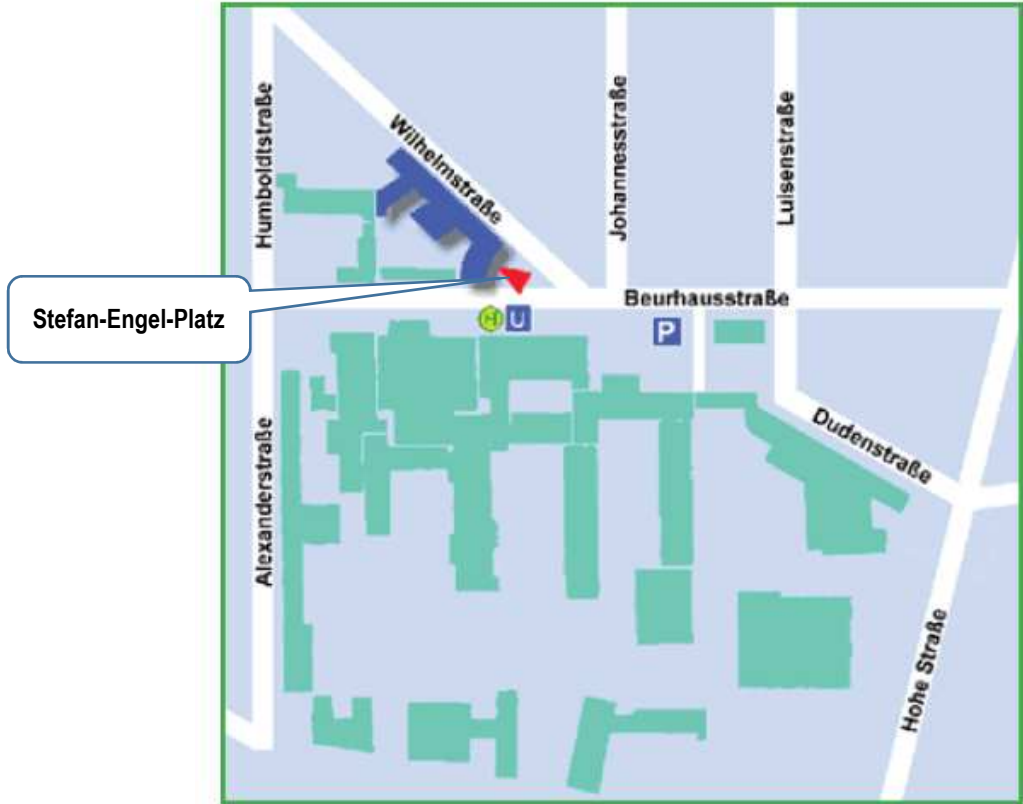 Humboldtstraße
Wilhelmstraße
Johannesstraße
Luisenstraße
Stefan-Engel-Platz
Beurhausstraße
H
U
P
Alexanderstraße
Dudenstraße
Hohe Straße